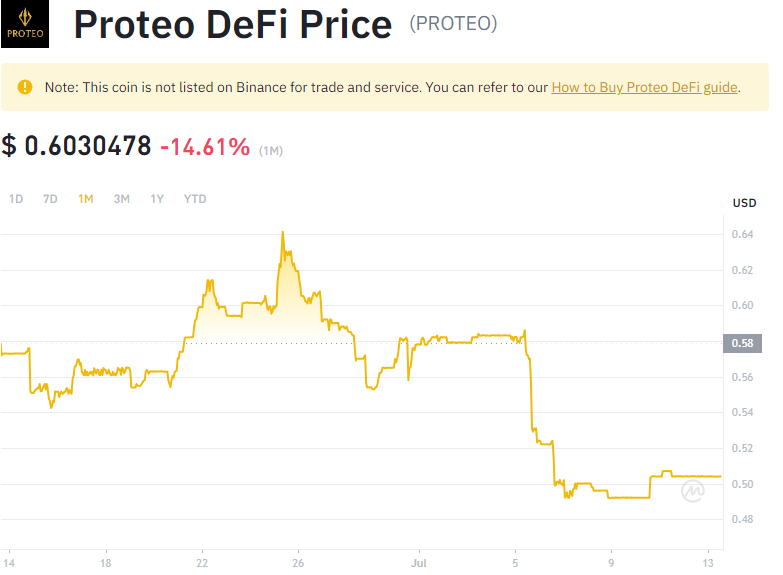 PROTEO
Proteo DeFi Price (PROTEO)
Note: This coin is not listed on Binance for trade and service. You can refer to our How to Buy Proteo DeFi guide.
$ 0.6030478 -14.61% (1M)
1D 7D 1M 3M 1Y YTD
USD
0.64
0.62
0.60
0.58
0.56
0.54
0.52
0.50
0.48
14 18 22 26 Jul 5 9 13